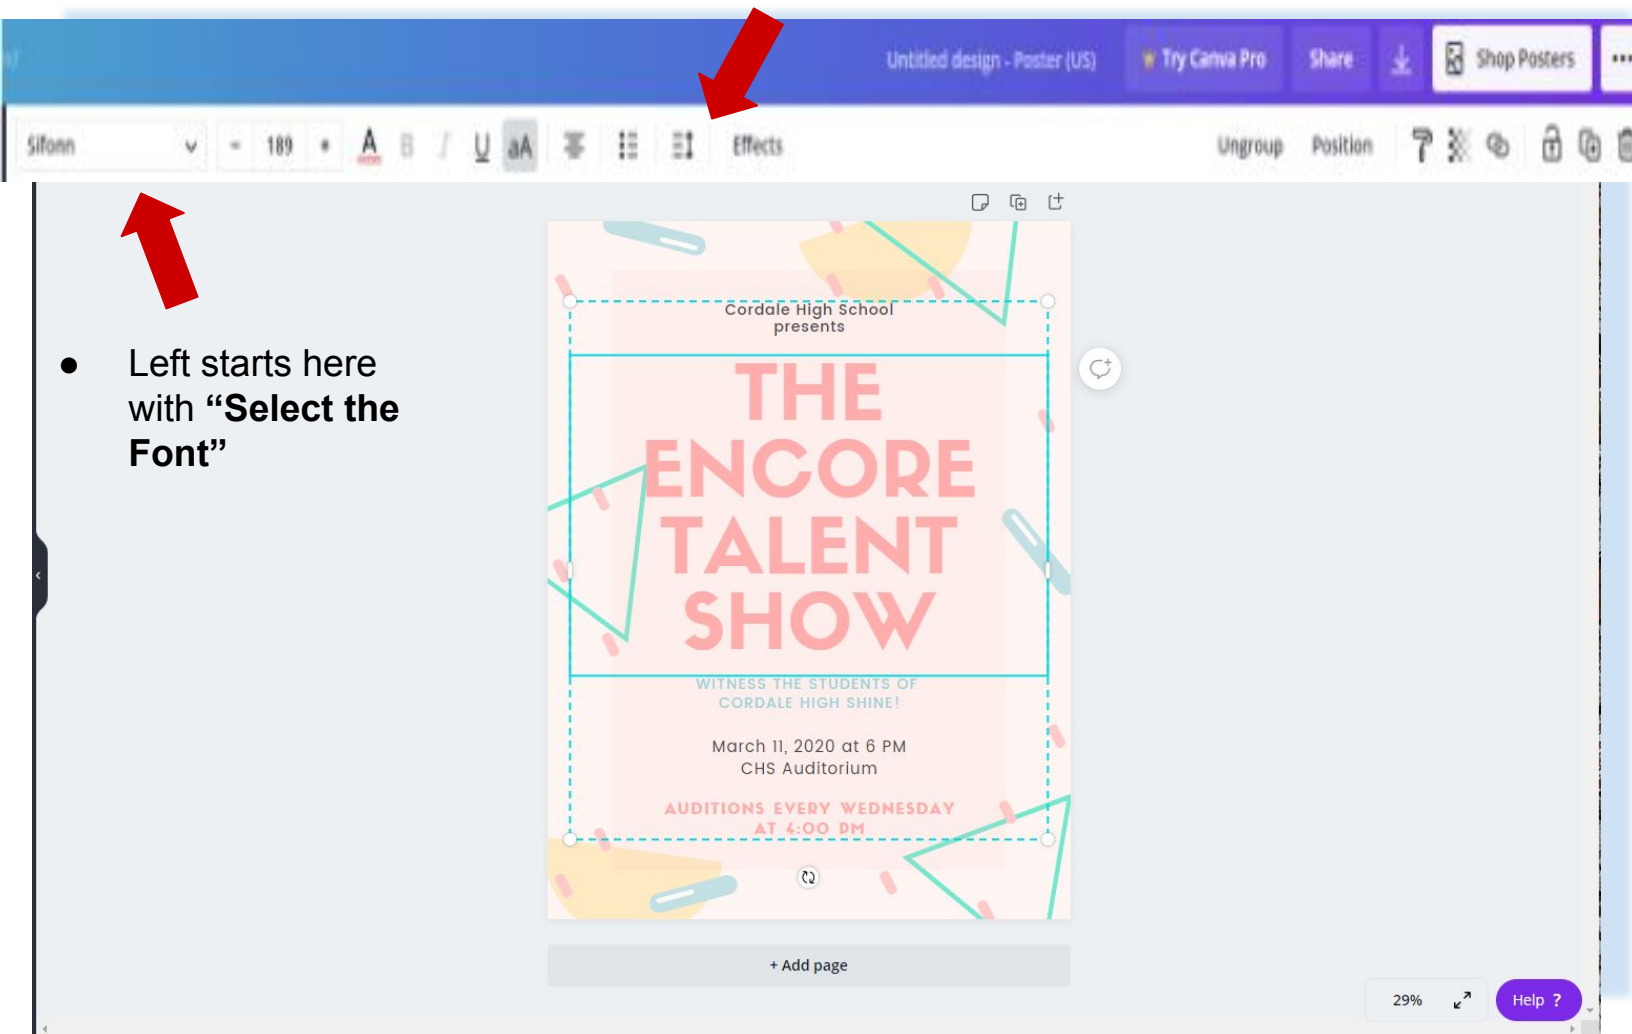 Untitled design - Poster (US)
Try Canva Pro
Share
Shop Posters
Sifonn
- 189 +
A B I U aA
Effects
Ungroup
Position
● Left starts here
with “Select the
Font”
Cordale High School
presents
THE
ENCORE
TALENT
SHOW
WITNESS THE STUDENTS OF
CORDALE HIGH SHINE!
March 11, 2020 at 6 PM
CHS Auditorium
AUDITIONS EVERY WEDNESDAY
AT 4:00 PM
+ Add page
29%
Help ?